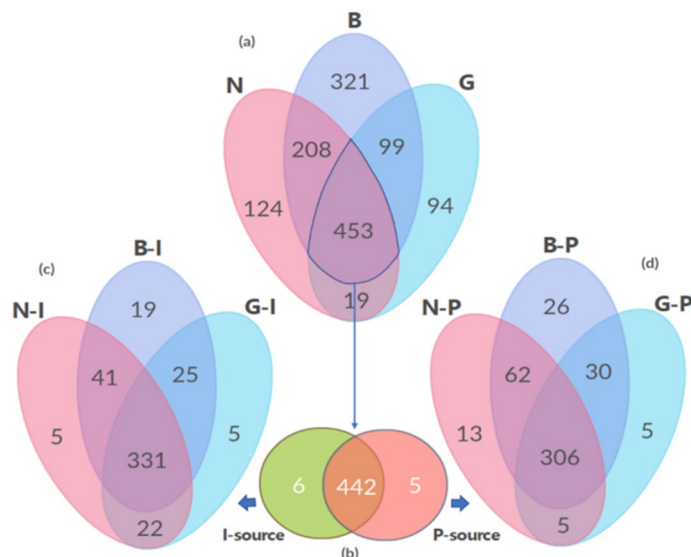 (a)
B
N
G
321
208
99
124
94
453
19
(c)
B-I
N-I
G-I
19
41
25
5
5
331
22
B-P
(d)
N-P
G-P
26
62
30
13
5
306
5
6
442
5
I-source
P-source
(b)